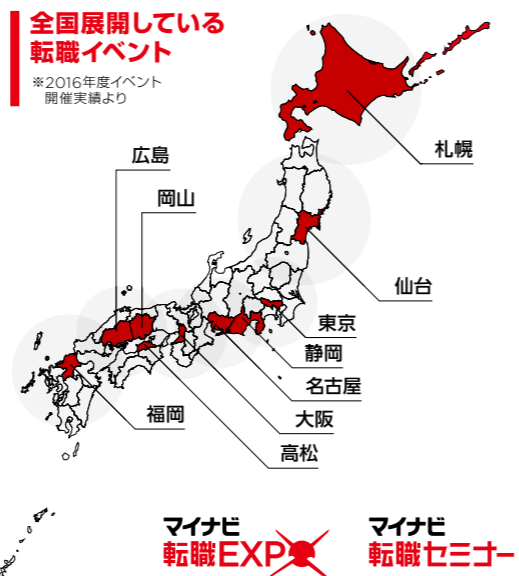 全国展開している
転職イベント
※2016年度イベント
開催実績より
札幌
広島
岡山
仙台
東京
静岡
名古屋
福岡
大阪
高松
マイナビ
転職EXPO
マイナビ
転職セミナー